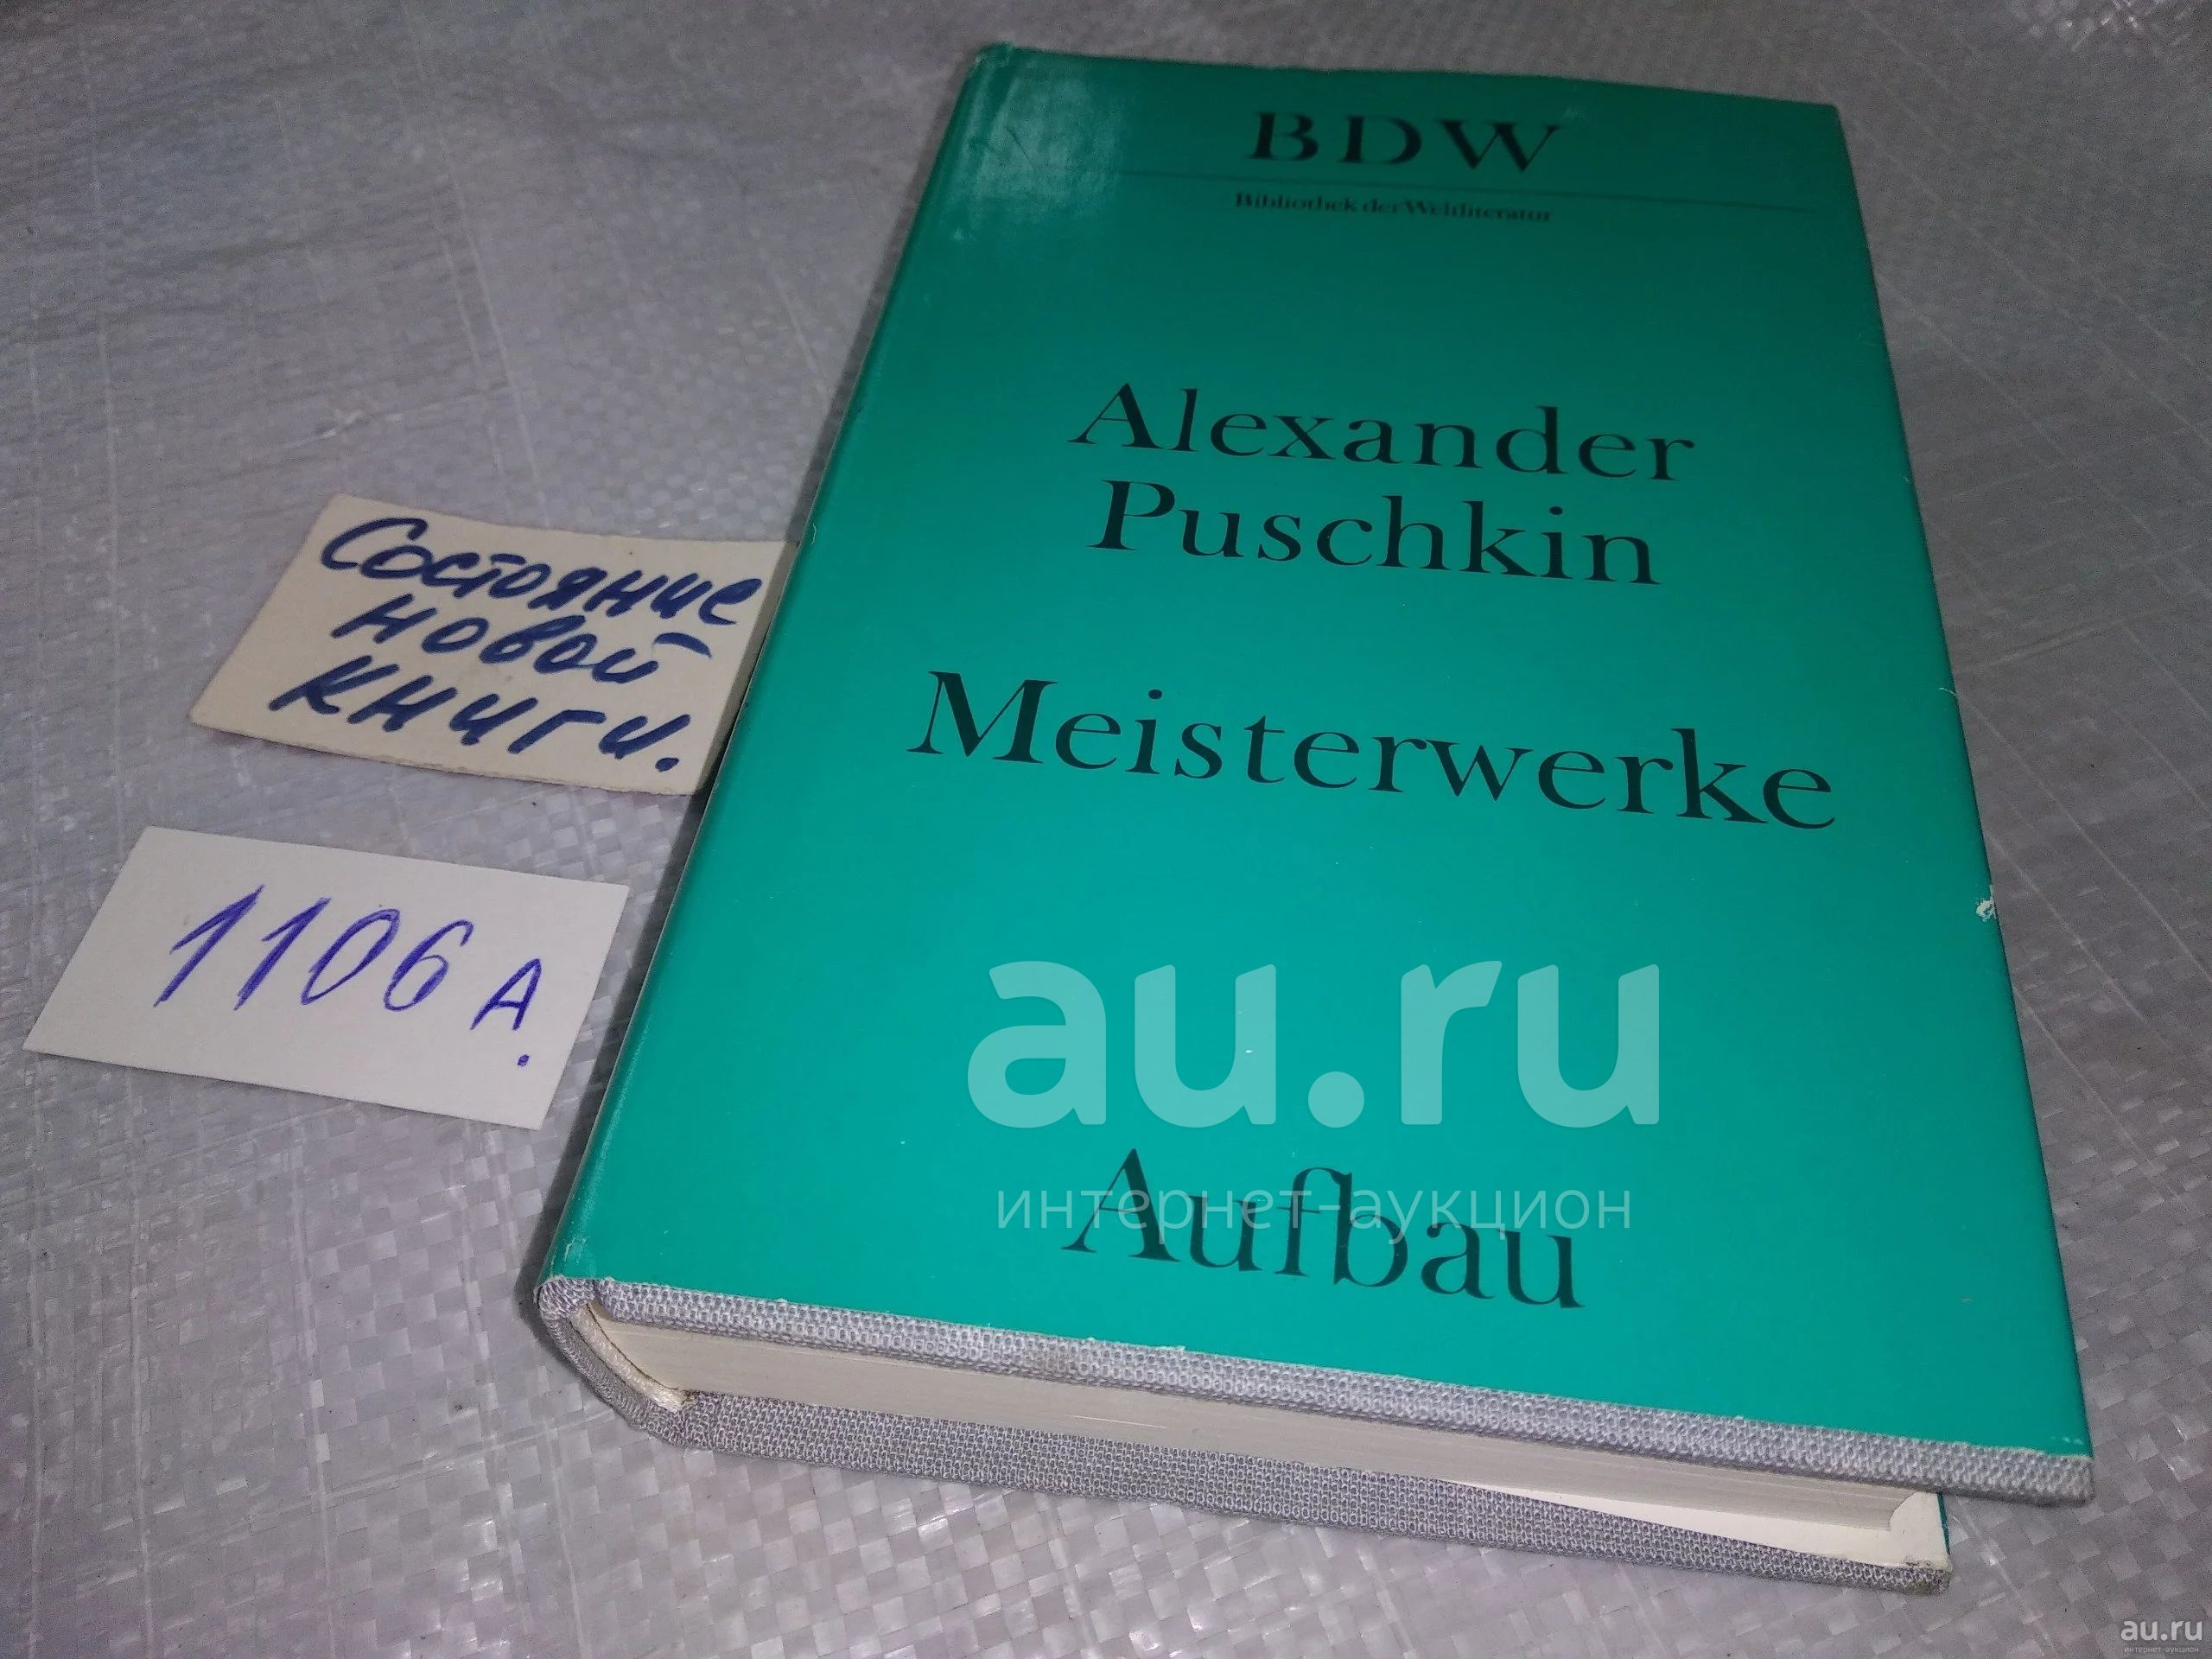 BDW
Bibliothek der Weltliteratur
Alexander
Puschkin
Meisterwerke
Aufbau
Состояние
новой
книги.
1106 А.
au.ru
интернет-аукцион
au.ru
интернет-аукцион